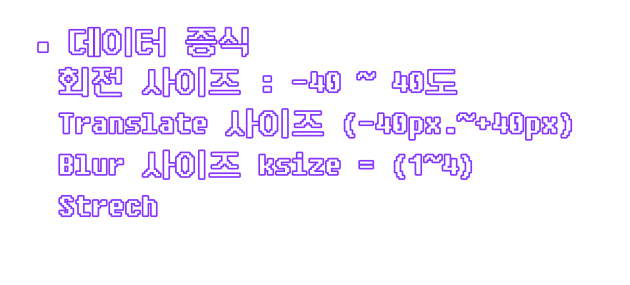 . 데이터 증식
회전 사이즈 : -40 ~ 40도
Translate 사이즈 (-40px.~+40px)
Blur 사이즈 ksize = (1~4)
Strech